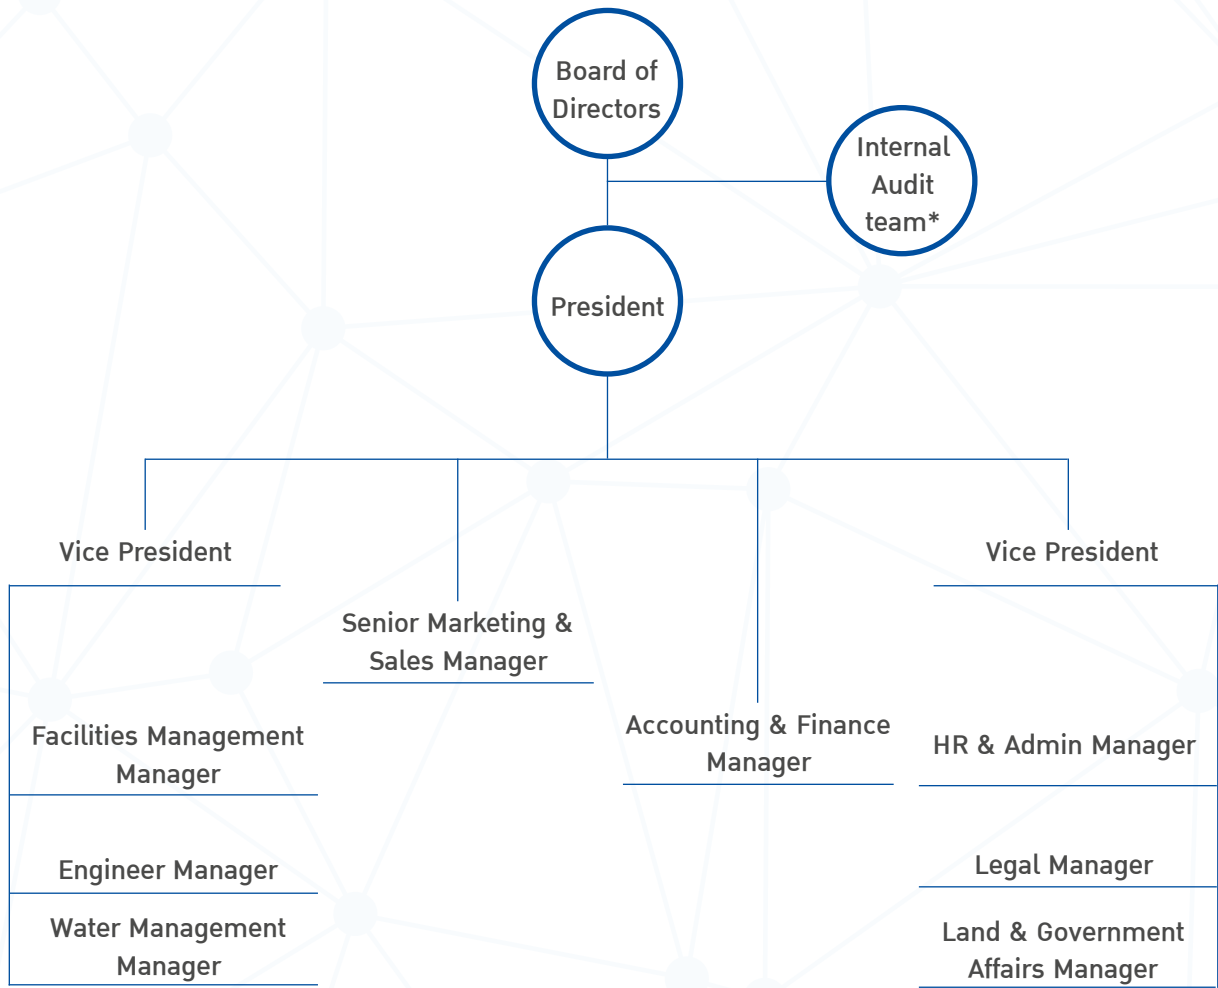 Board of
Directors
Internal
Audit
team*
President
Vice President
Vice President
Senior Marketing &
Sales Manager
Facilities Management
Manager
Accounting & Finance
Manager
HR & Admin Manager
Engineer Manager
Legal Manager
Water Management
Manager
Land & Government
Affairs Manager